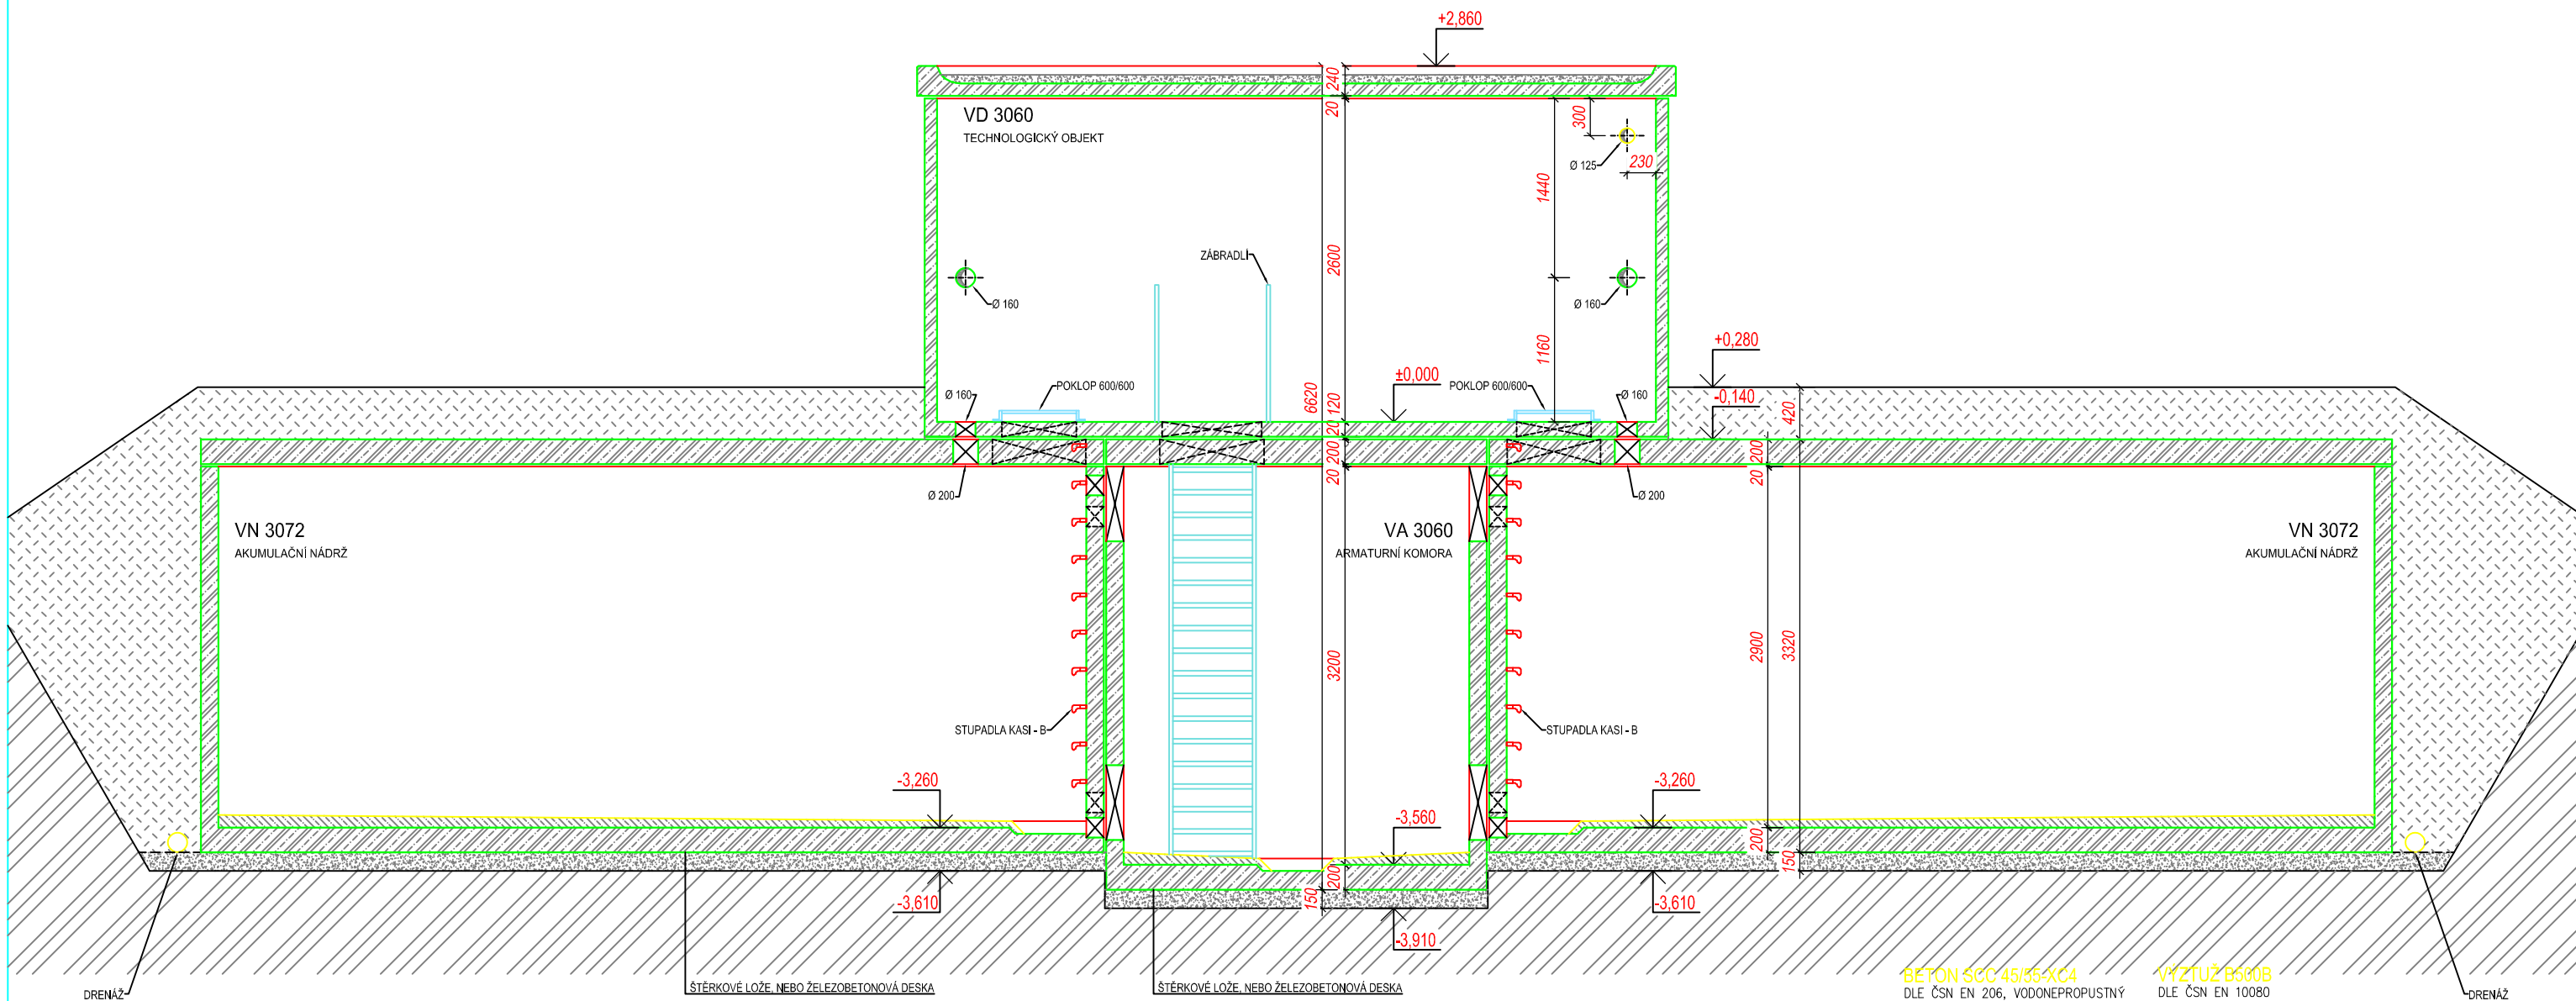 +2,860
240
20
VD 3060
TECHNOLOGICKÝ OBJEKT
300
Ø 125
230
1440
ZÁBRADLÍ
2600
Ø 160
Ø 160
1160
+0,280
±0,000
Ø 160
POKLOP 600/600
6620
120
POKLOP 600/600
Ø 160
-0,140
420
20
200
20
200
20
Ø 200
Ø 200
VN 3072
AKUMULAČNÍ NÁDRŽ
VA 3060
ARMATURNÍ KOMORA
VN 3072
AKUMULAČNÍ NÁDRŽ
3200
2900
3320
STUPADLA KASI - B
STUPADLA KASI - B
-3,260
-3,260
-3,560
200
150
200
150
-3,610
-3,610
-3,910
DRENÁŽ
ŠTĚRKOVÉ LOŽE, NEBO ŽELEZOBETONOVÁ DESKA
ŠTĚRKOVÉ LOŽE, NEBO ŽELEZOBETONOVÁ DESKA
BETON SCC 45/55-XC4
DLE ČSN EN 206, VODONEPROPUSTNÝ
VÝZTUŽ B500B
DLE ČSN EN 10080
DRENÁŽ